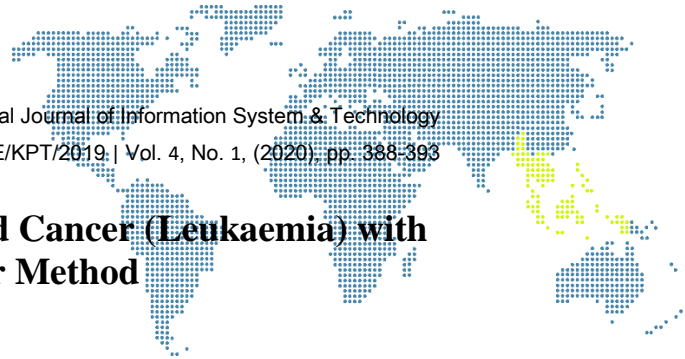 al Journal of Information System & Technology
E/KPT/2019 | Vol. 4, No. 1, (2020), pp. 388-393
d Cancer (Leukaemia) with
r Method